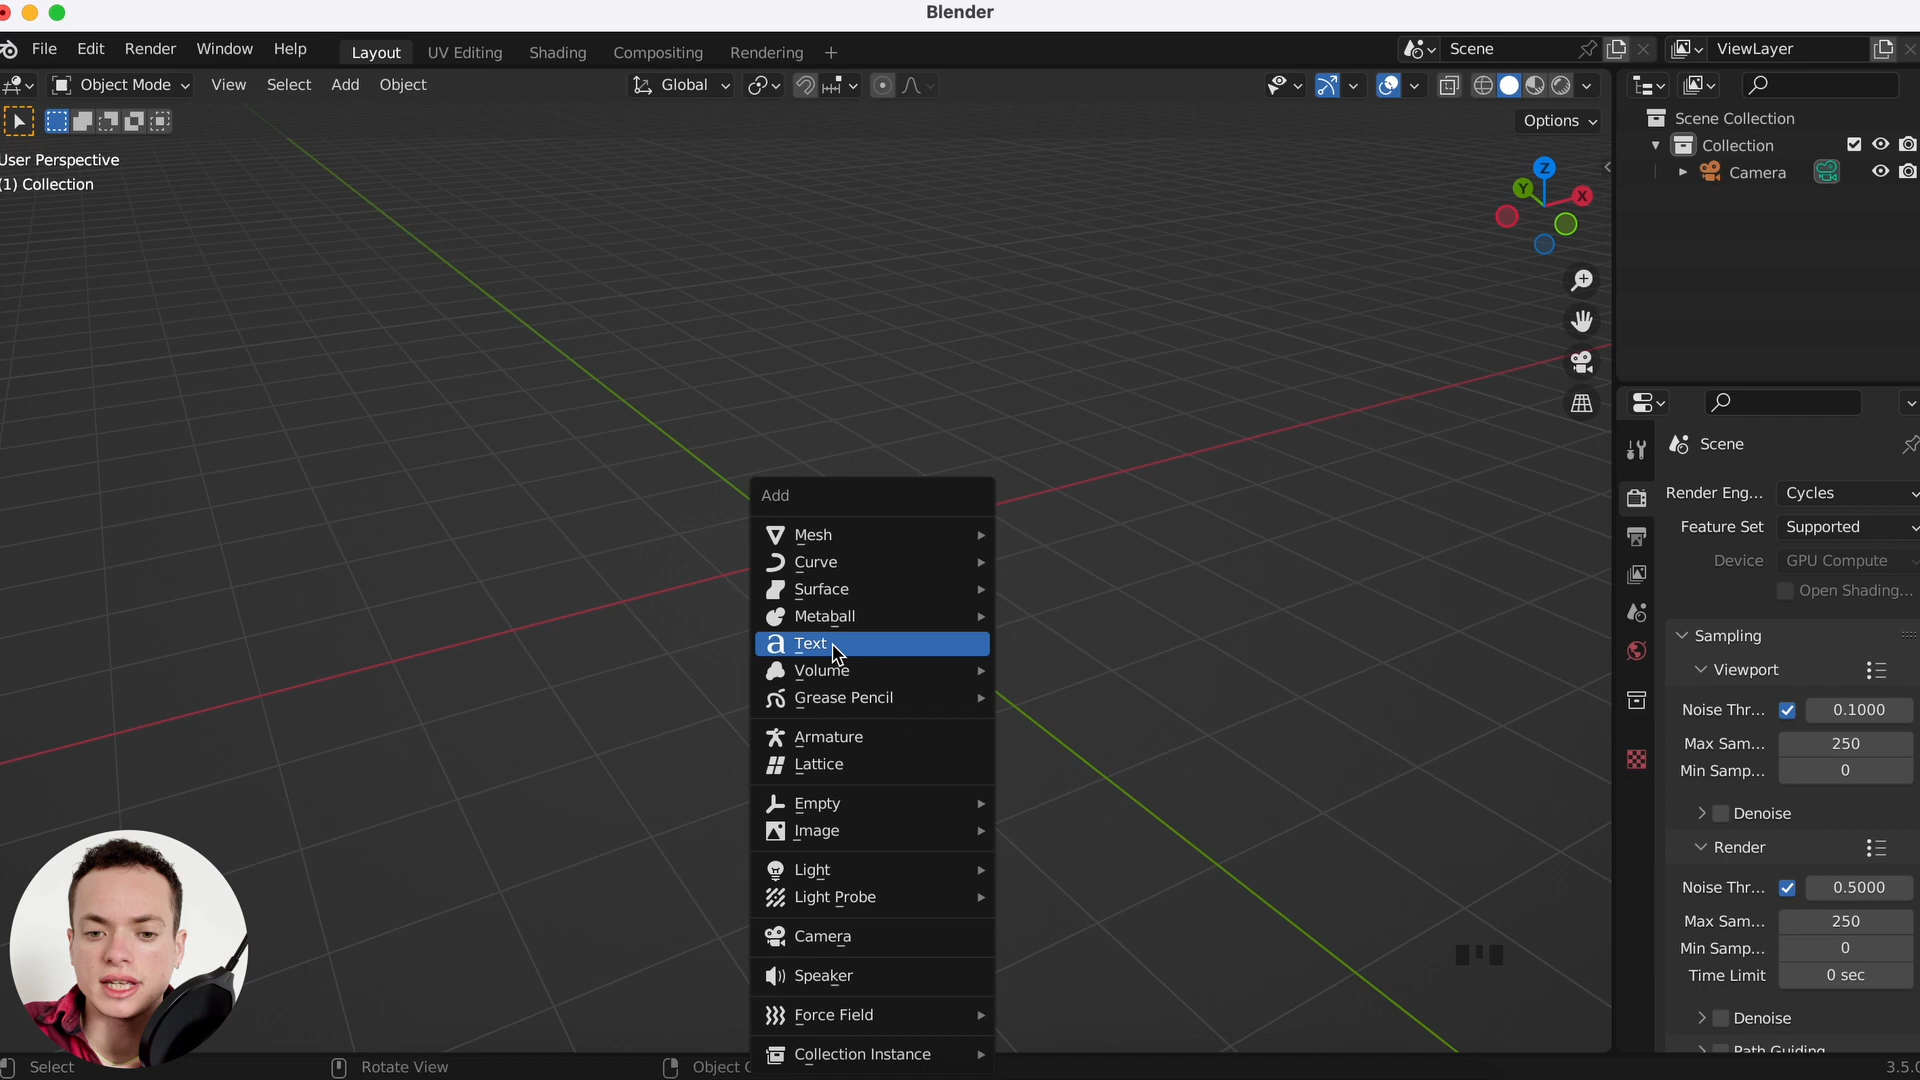 Blender
File Edit Render Window Help Layout UV Editing Shading Compositing Rendering + Scene ViewLayer
Object Mode View Select Add Object Global
Options
User Perspective
(1) Collection
Z
Y
X
Scene Collection
Collection
Camera
Scene
Render Eng... Cycles
Feature Set Supported
Device GPU Compute
Open Shading...
Sampling
Viewport
Noise Thr... 0.1000
Max Sam... 250
Min Samp... 0
Denoise
Render
Noise Thr... 0.5000
Max Sam... 250
Min Samp... 0
Time Limit 0 sec
Denoise
Path Guiding
Add
Mesh
Curve
Surface
Metaball
Text
Volume
Grease Pencil
Armature
Lattice
Empty
Image
Light
Light Probe
Camera
Speaker
Force Field
Collection Instance
Select Rotate View Object
3.5.0